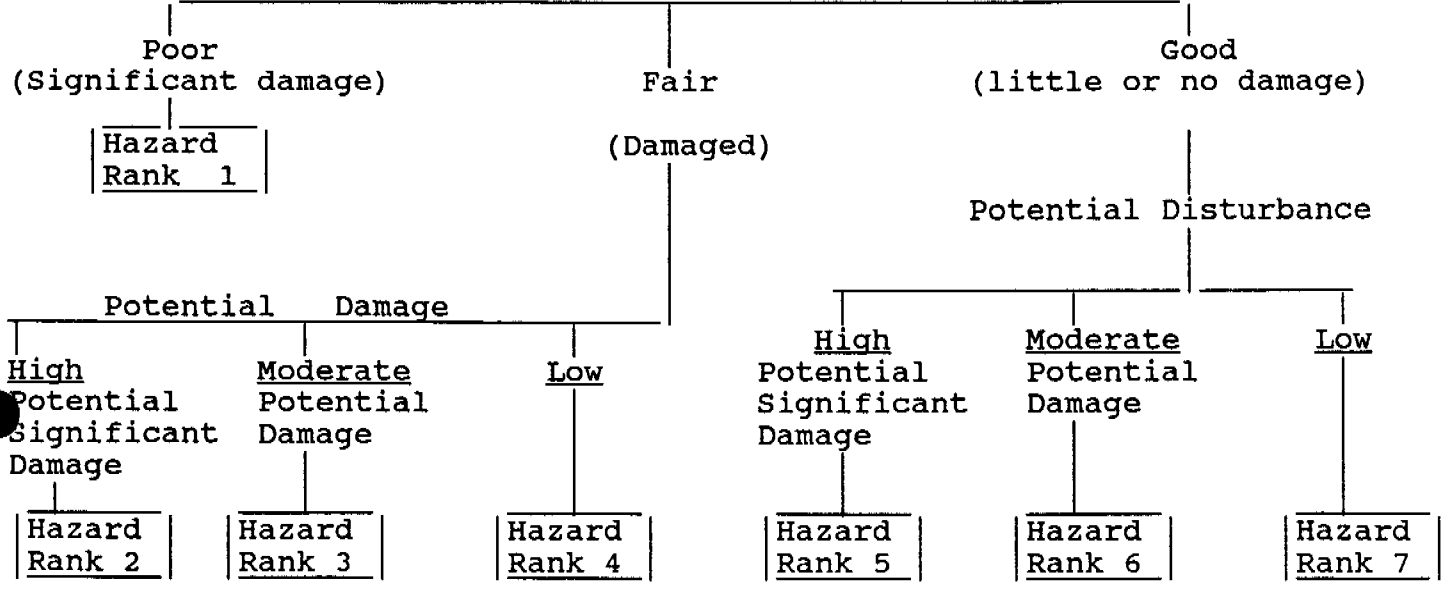 Poor
(Significant damage)
Hazard
Rank 1
Fair
(Damaged)
Good
(little or no damage)
Potential Disturbance
Potential Damage
High
Potential
Significant
Damage
Hazard
Rank 2
Moderate
Potential
Damage
Hazard
Rank 3
Low
Hazard
Rank 4
High
Potential
Significant
Damage
Hazard
Rank 5
Moderate
Potential
Damage
Hazard
Rank 6
Low
Hazard
Rank 7